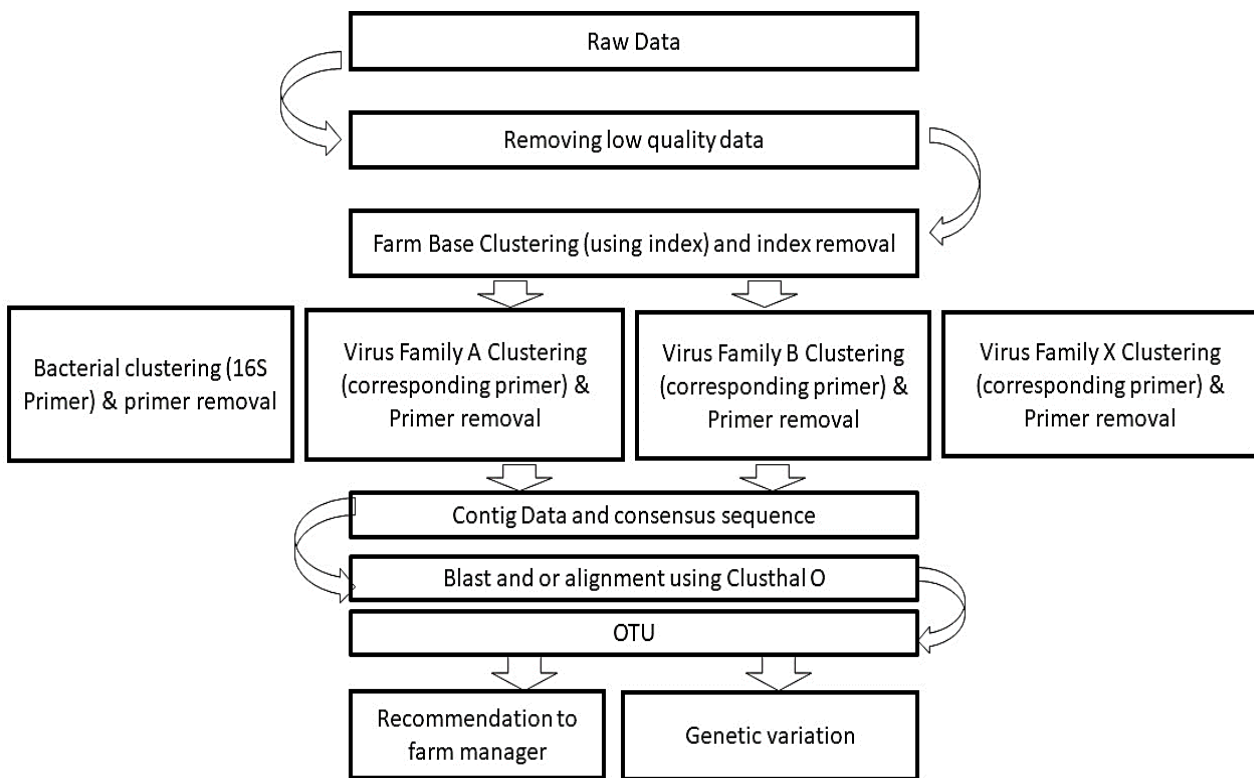 Raw Data
Removing low quality data
Farm Base Clustering (using index) and index removal
Bacterial clustering (16S
Primer) & primer removal
Virus Family A Clustering
(corresponding primer) &
Primer removal
Virus Family B Clustering
(corresponding primer) &
Primer removal
Virus Family X Clustering
(corresponding primer) &
Primer removal
Contig Data and consensus sequence
Blast and or alignment using Clusthal O
OTU
Recommendation to
farm manager
Genetic variation